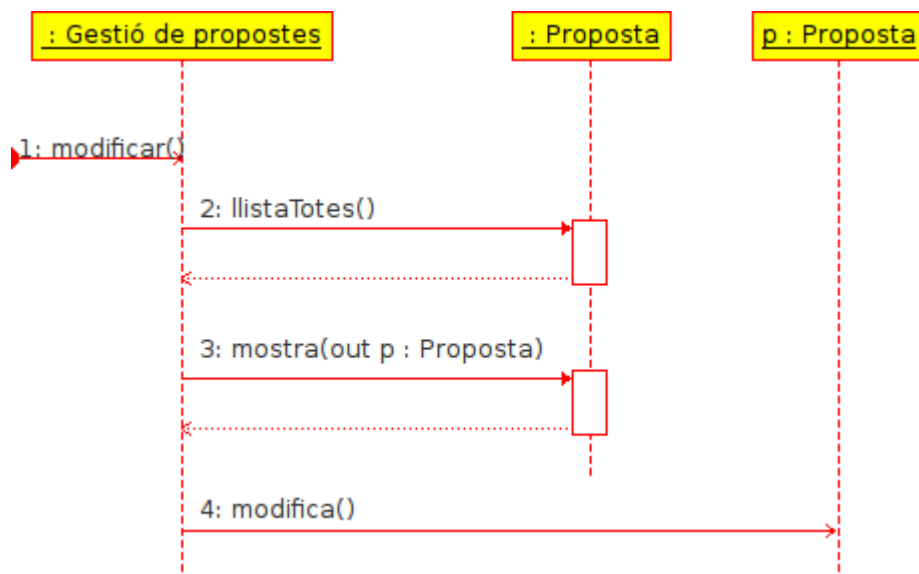 : Gestió de propostes
: Proposta
p : Proposta
1: modificar()
2: llistaTotes()
3: mostra(out p : Proposta)
4: modifica()